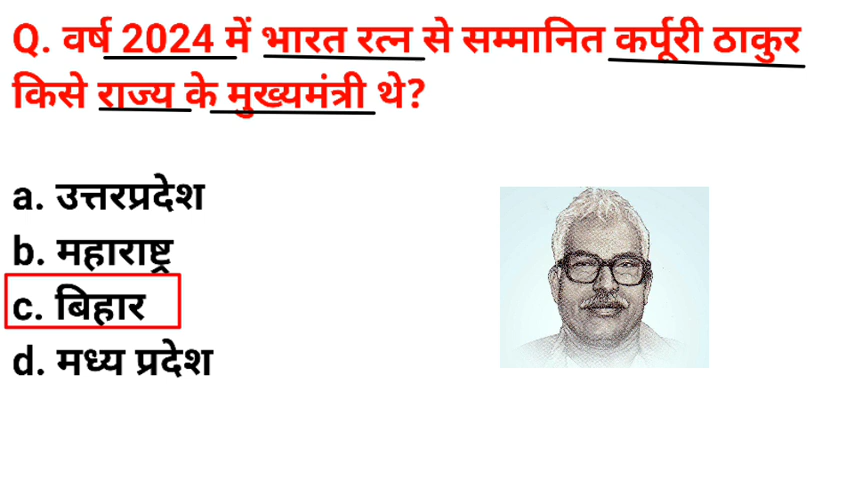 Q. वर्ष 2024 में भारत रत्न से सम्मानित कर्पूरी ठाकुर
किसे राज्य के मुख्यमंत्री थे?
a. उत्तरप्रदेश
b. महाराष्ट्र
c. बिहार
d. मध्य प्रदेश